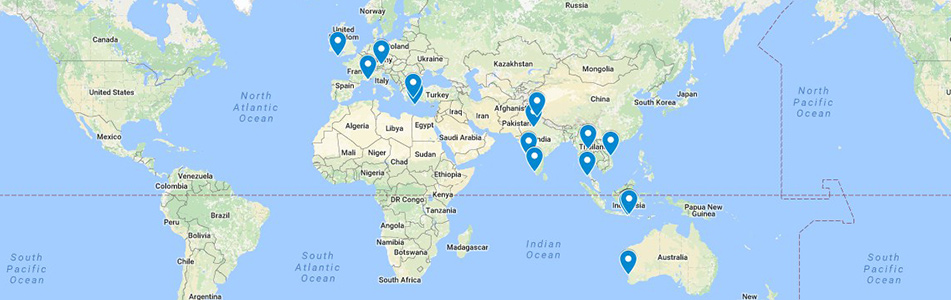 Norway
Russia
Canada
United
Kingdom
Poland
Ukraine
Kazakhstan
Mongolia
France
Italy
Spain
Turkey
United States
North
Atlantic
Ocean
China
Japan
South Korea
North
Pacific
Ocean
United S
Iraq
Iran
Afghanistan
Pakistan
Algeria
Libya
Egypt
Saudi Arabia
India
Thailand
Mexico
Mali
Niger
Chad
Sudan
Nigeria
Ethiopia
Venezuela
Colombia
Kenya
DR Congo
Tanzania
Indonesia
Papua New
Guinea
Brazil
Peru
Bolivia
Angola
Namibia
Botswana
Madagascar
Indian
Ocean
Australia
South
Pacific
Ocean
Chile
South
Atlantic
Ocean
South Africa
South
Pacific
Ocean
Argentina
New